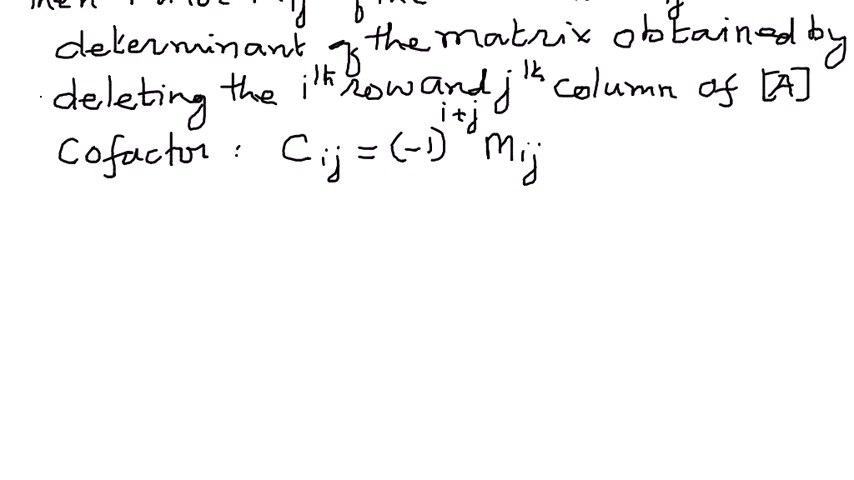 determinant of the matrix obtained by
deleting the i^th row and j^th column of [A]
Cofactor : C_ij = (-1)^i+j M_ij